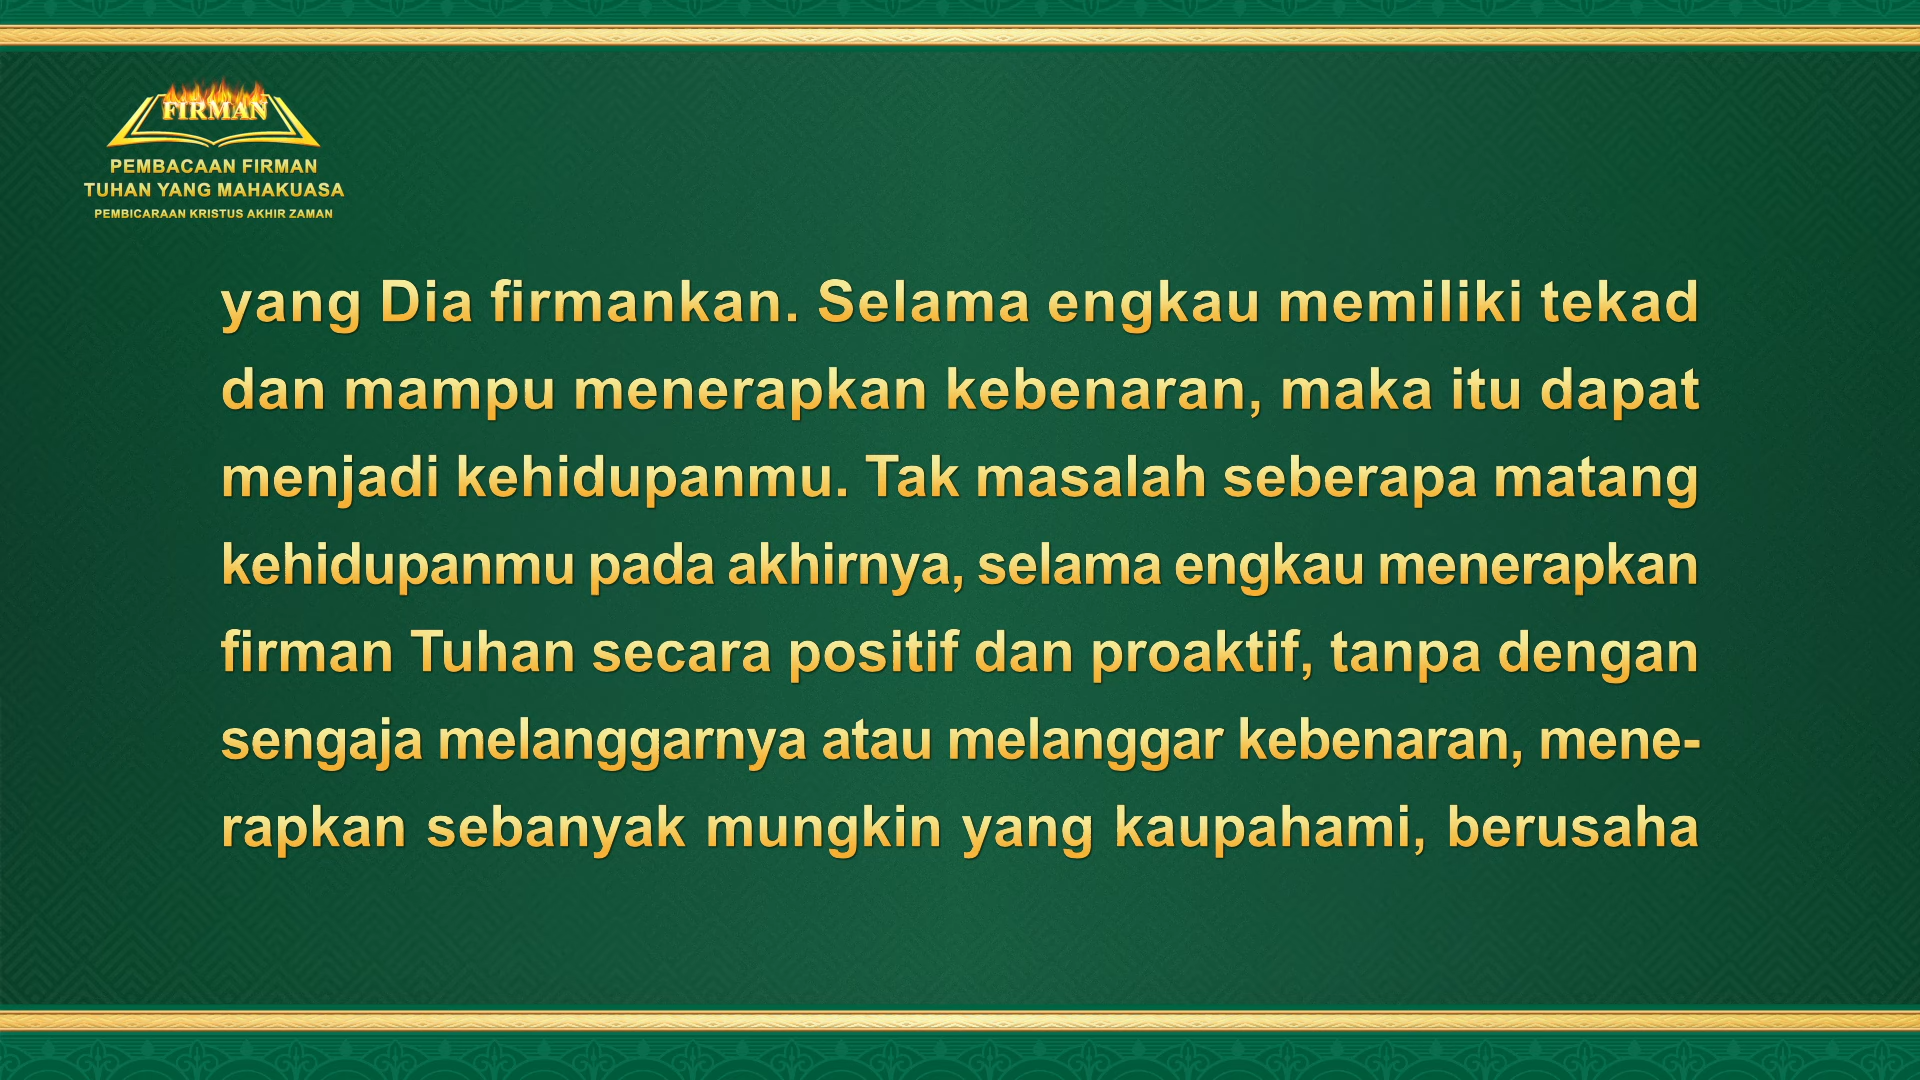 FIRMAN
PEMBACAAN FIRMAN
TUHAN YANG MAHAKUASA
PEMBICARAAN KRISTUS AKHIR ZAMAN
yang Dia firmankan. Selama engkau memiliki tekad
dan mampu menerapkan kebenaran, maka itu dapat
menjadi kehidupanmu. Tak masalah seberapa matang
kehidupanmu pada akhirnya, selama engkau menerapkan
firman Tuhan secara positif dan proaktif, tanpa dengan
sengaja melanggarnya atau melanggar kebenaran, mene-
rapkan sebanyak mungkin yang kaupahami, berusaha